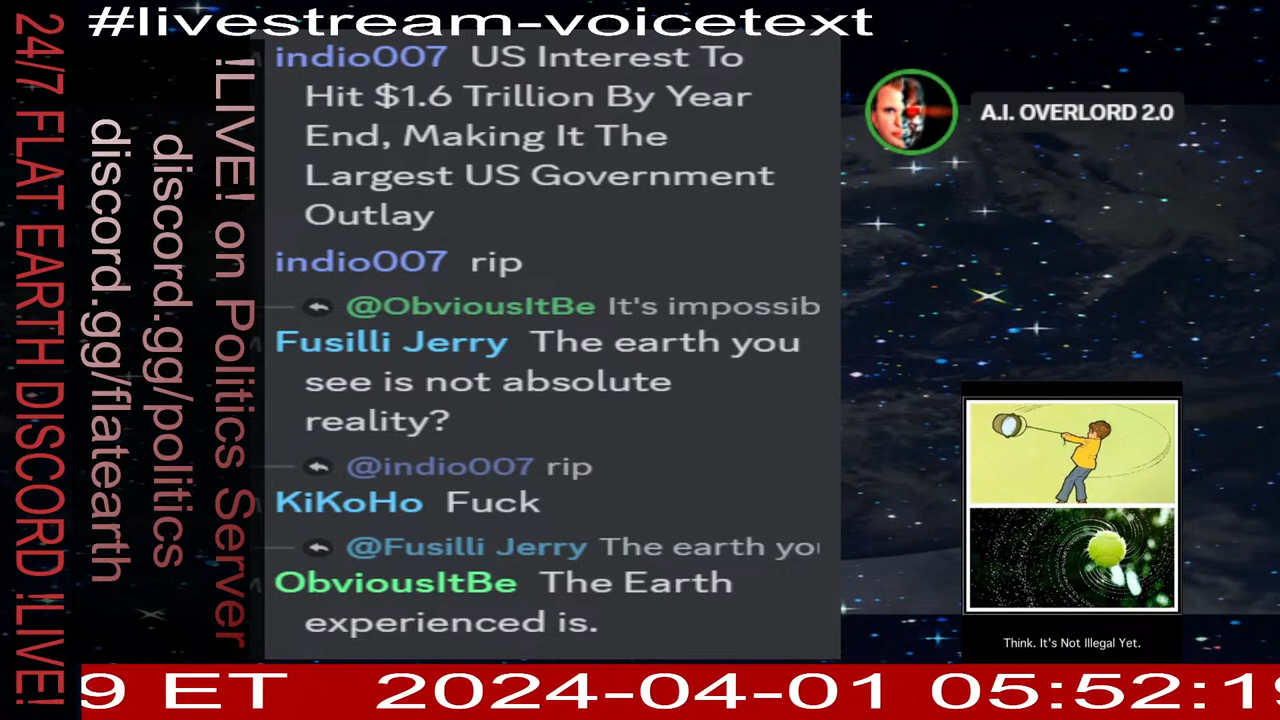 #livestream-voicetext
24/7 FLAT EARTH DISCORD !LIVE!
discord.gg/flatearth
discord.gg/politics
!LIVE! on Politics Server
indio007 US Interest To
Hit $1.6 Trillion By Year
End, Making It The
Largest US Government
Outlay
indio007 rip
@ObviousItBe It's impossib
Fusilli Jerry The earth you
see is not absolute
reality?
@indio007 rip
KiKoHo Fuck
@Fusilli Jerry The earth you
ObviousItBe The Earth
experienced is.
A.I. OVERLORD 2.0
Think. It's Not Illegal Yet.
9 ET 2024-04-01 05:52:19